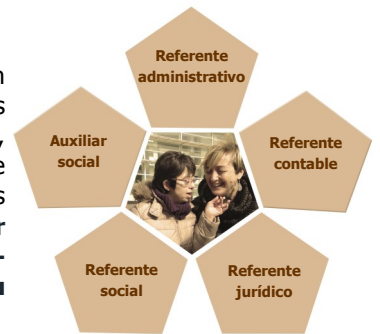 Referente
administrativo
Auxiliar
social
Referente
contable
Referente
social
Referente
jurídico